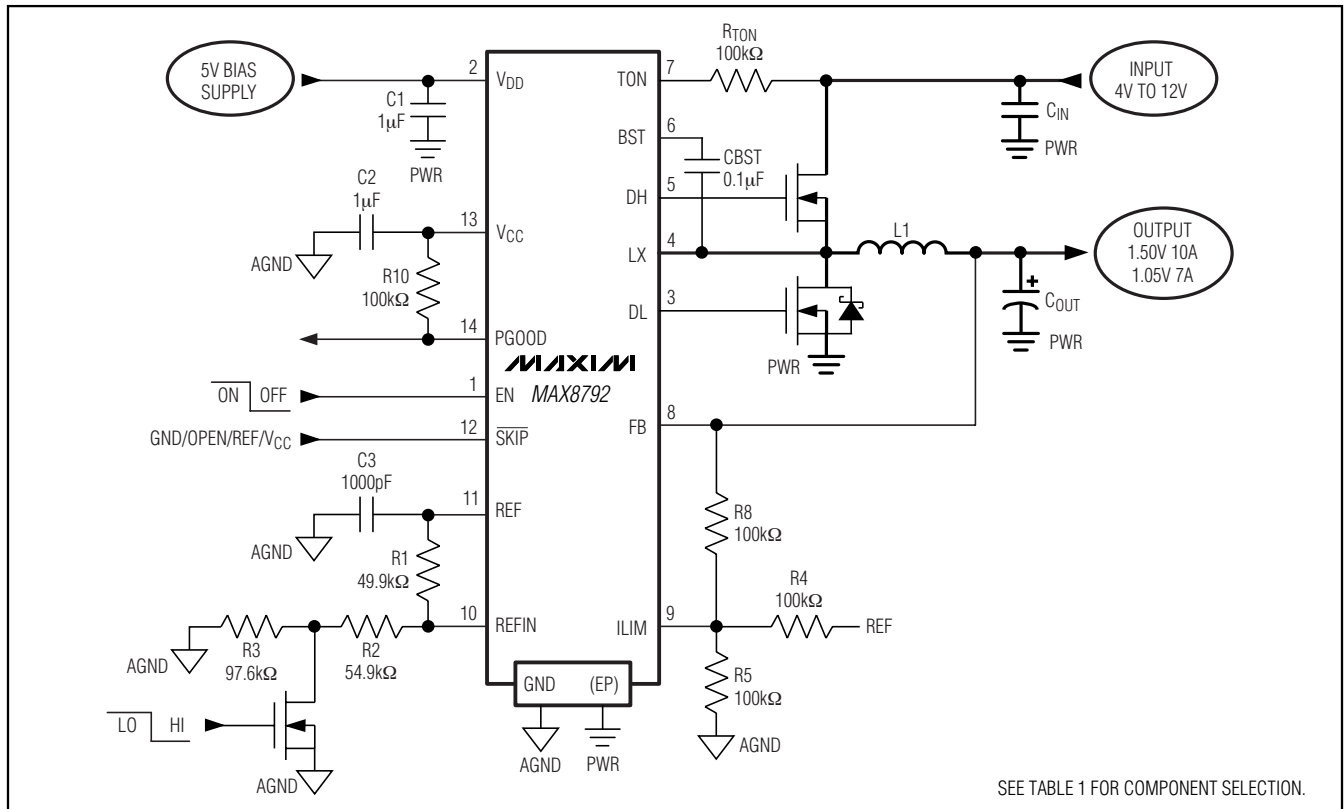 5V BIAS
SUPPLY
2
VDD
C1
1μF
PWR
C2
1μF
13
VCC
AGND
R10
100kΩ
14
PGOOD
MAXIM
MAX8792
ON OFF
1
EN
GND/OPEN/REF/VCC
12
SKIP
C3
1000pF
11
REF
AGND
R1
49.9kΩ
10
REFIN
R3
97.6kΩ
R2
54.9kΩ
AGND
LO HI
AGND
GND (EP)
AGND
PWR
RTON
100kΩ
TON
7
INPUT
4V TO 12V
CIN
PWR
BST
6
CBST
0.1μF
DH
5
LX
4
L1
OUTPUT
1.50V 10A
1.05V 7A
+
COUT
PWR
DL
3
PWR
FB
8
R8
100kΩ
R4
100kΩ
REF
ILIM
9
R5
100kΩ
AGND
SEE TABLE 1 FOR COMPONENT SELECTION.